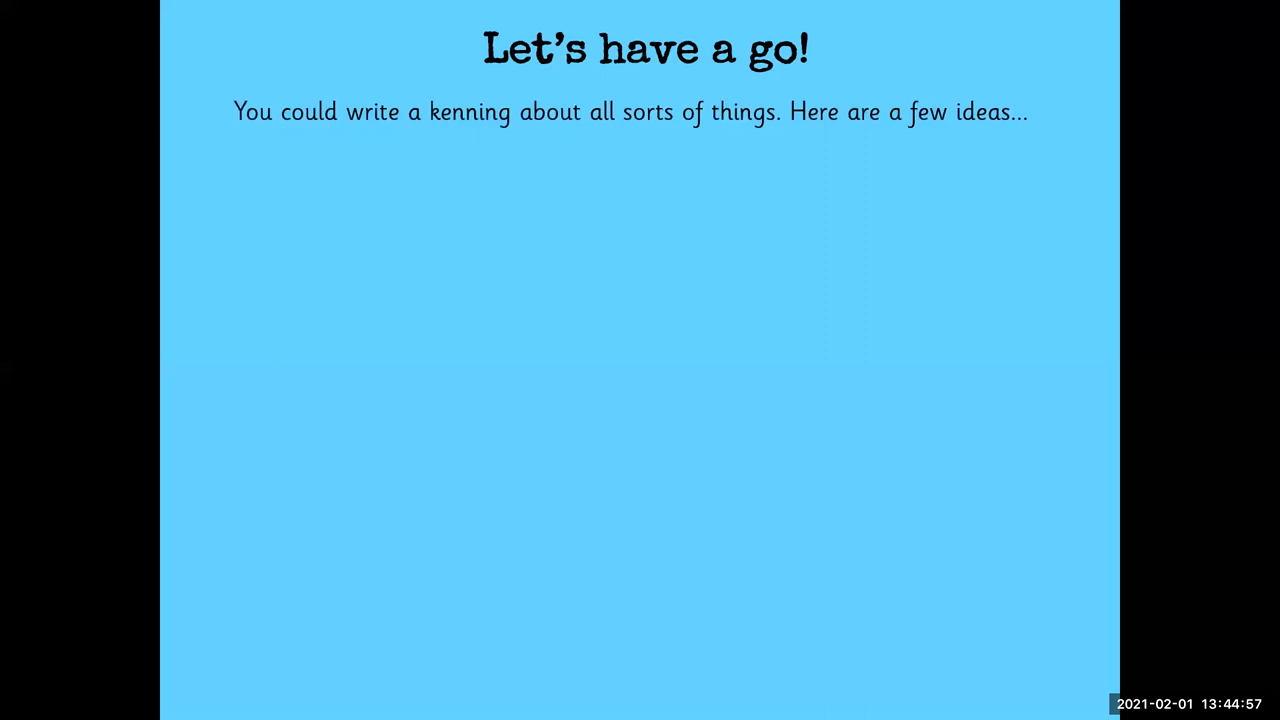 Let's have a go!
You could write a kenning about all sorts of things. Here are a few ideas...
2021-02-01 13:44:57